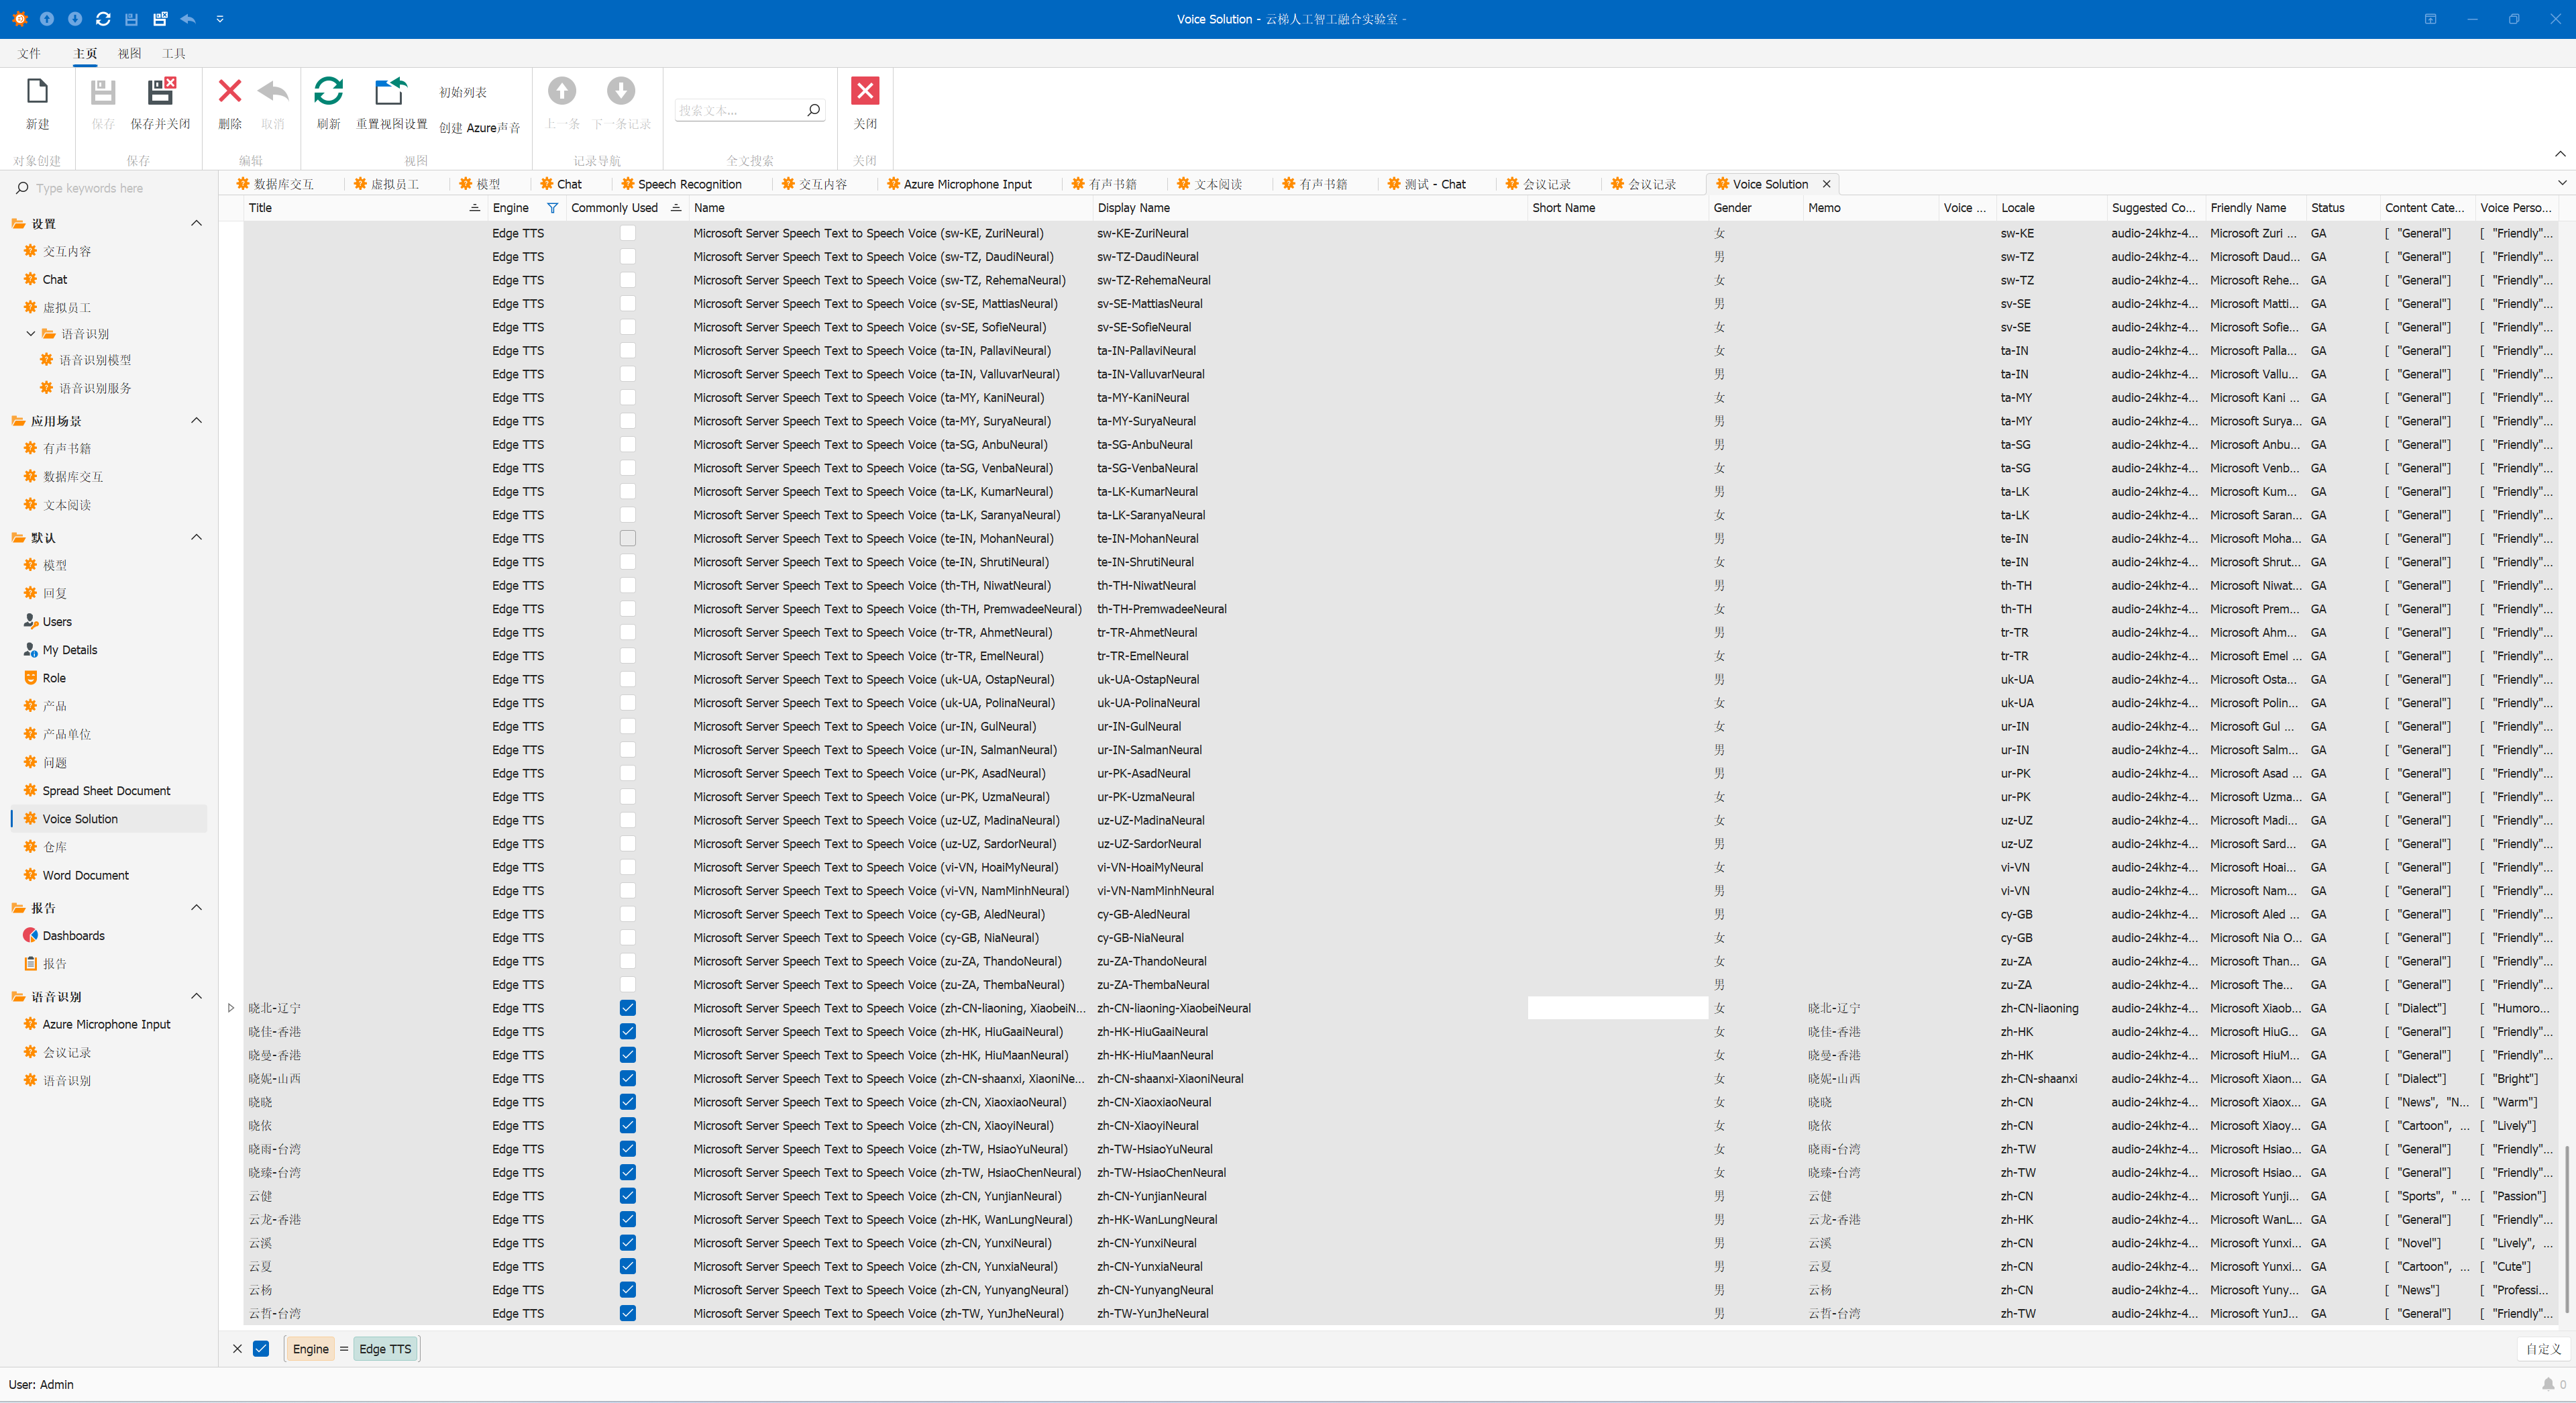 Voice Solution - 云梯人工智工融合实验室 -
文件 主页 视图 工具
新建 保存 保存并关闭 删除 取消 刷新 重置视图设置 初始列表 创建 Azure声音 上一条 下一条记录 搜索文本... 关闭
对象创建 保存 编辑 视图 记录导航 全文搜索 关闭
Type keywords here
设置
交互内容
Chat
虚拟员工
语音识别
语音识别模型
语音识别服务
应用场景
有声书籍
数据库交互
文本阅读
默认
模型
回复
Users
My Details
Role
产品
产品单位
问题
Spread Sheet Document
Voice Solution
仓库
Word Document
报告
Dashboards
报告
语音识别
Azure Microphone Input
会议记录
语音识别
数据库交互 虚拟员工 模型 Chat Speech Recognition 交互内容 Azure Microphone Input 有声书籍 文本阅读 有声书籍 测试 - Chat 会议记录 会议记录 Voice Solution
Title Engine Commonly Used Name Display Name Short Name Gender Memo Voice ... Locale Suggested Co... Friendly Name Status Content Cate... Voice Perso...
Edge TTS Microsoft Server Speech Text to Speech Voice (sw-KE, ZuriNeural) sw-KE-ZuriNeural 女 sw-KE audio-24khz-4... Microsoft Zuri ... GA [ "General"] [ "Friendly"...
Edge TTS Microsoft Server Speech Text to Speech Voice (sw-TZ, DaudiNeural) sw-TZ-DaudiNeural 男 sw-TZ audio-24khz-4... Microsoft Daud... GA [ "General"] [ "Friendly"...
Edge TTS Microsoft Server Speech Text to Speech Voice (sw-TZ, RehemaNeural) sw-TZ-RehemaNeural 女 sw-TZ audio-24khz-4... Microsoft Rehe... GA [ "General"] [ "Friendly"...
Edge TTS Microsoft Server Speech Text to Speech Voice (sv-SE, MattiasNeural) sv-SE-MattiasNeural 男 sv-SE audio-24khz-4... Microsoft Matti... GA [ "General"] [ "Friendly"...
Edge TTS Microsoft Server Speech Text to Speech Voice (sv-SE, SofieNeural) sv-SE-SofieNeural 女 sv-SE audio-24khz-4... Microsoft Sofie... GA [ "General"] [ "Friendly"...
Edge TTS Microsoft Server Speech Text to Speech Voice (ta-IN, PallaviNeural) ta-IN-PallaviNeural 女 ta-IN audio-24khz-4... Microsoft Palla... GA [ "General"] [ "Friendly"...
Edge TTS Microsoft Server Speech Text to Speech Voice (ta-IN, ValluvarNeural) ta-IN-ValluvarNeural 男 ta-IN audio-24khz-4... Microsoft Vallu... GA [ "General"] [ "Friendly"...
Edge TTS Microsoft Server Speech Text to Speech Voice (ta-MY, KaniNeural) ta-MY-KaniNeural 女 ta-MY audio-24khz-4... Microsoft Kani ... GA [ "General"] [ "Friendly"...
Edge TTS Microsoft Server Speech Text to Speech Voice (ta-MY, SuryaNeural) ta-MY-SuryaNeural 男 ta-MY audio-24khz-4... Microsoft Surya... GA [ "General"] [ "Friendly"...
Edge TTS Microsoft Server Speech Text to Speech Voice (ta-SG, AnbuNeural) ta-SG-AnbuNeural 男 ta-SG audio-24khz-4... Microsoft Anbu... GA [ "General"] [ "Friendly"...
Edge TTS Microsoft Server Speech Text to Speech Voice (ta-SG, VenbaNeural) ta-SG-VenbaNeural 女 ta-SG audio-24khz-4... Microsoft Venb... GA [ "General"] [ "Friendly"...
Edge TTS Microsoft Server Speech Text to Speech Voice (ta-LK, KumarNeural) ta-LK-KumarNeural 男 ta-LK audio-24khz-4... Microsoft Kum... GA [ "General"] [ "Friendly"...
Edge TTS Microsoft Server Speech Text to Speech Voice (ta-LK, SaranyaNeural) ta-LK-SaranyaNeural 女 ta-LK audio-24khz-4... Microsoft Saran... GA [ "General"] [ "Friendly"...
Edge TTS Microsoft Server Speech Text to Speech Voice (te-IN, MohanNeural) te-IN-MohanNeural 男 te-IN audio-24khz-4... Microsoft Moha... GA [ "General"] [ "Friendly"...
Edge TTS Microsoft Server Speech Text to Speech Voice (te-IN, ShrutiNeural) te-IN-ShrutiNeural 女 te-IN audio-24khz-4... Microsoft Shrut... GA [ "General"] [ "Friendly"...
Edge TTS Microsoft Server Speech Text to Speech Voice (th-TH, NiwatNeural) th-TH-NiwatNeural 男 th-TH audio-24khz-4... Microsoft Niwat... GA [ "General"] [ "Friendly"...
Edge TTS Microsoft Server Speech Text to Speech Voice (th-TH, PremwadeeNeural) th-TH-PremwadeeNeural 女 th-TH audio-24khz-4... Microsoft Prem... GA [ "General"] [ "Friendly"...
Edge TTS Microsoft Server Speech Text to Speech Voice (tr-TR, AhmetNeural) tr-TR-AhmetNeural 男 tr-TR audio-24khz-4... Microsoft Ahm... GA [ "General"] [ "Friendly"...
Edge TTS Microsoft Server Speech Text to Speech Voice (tr-TR, EmelNeural) tr-TR-EmelNeural 女 tr-TR audio-24khz-4... Microsoft Emel ... GA [ "General"] [ "Friendly"...
Edge TTS Microsoft Server Speech Text to Speech Voice (uk-UA, OstapNeural) uk-UA-OstapNeural 男 uk-UA audio-24khz-4... Microsoft Osta... GA [ "General"] [ "Friendly"...
Edge TTS Microsoft Server Speech Text to Speech Voice (uk-UA, PolinaNeural) uk-UA-PolinaNeural 女 uk-UA audio-24khz-4... Microsoft Polin... GA [ "General"] [ "Friendly"...
Edge TTS Microsoft Server Speech Text to Speech Voice (ur-IN, GulNeural) ur-IN-GulNeural 女 ur-IN audio-24khz-4... Microsoft Gul ... GA [ "General"] [ "Friendly"...
Edge TTS Microsoft Server Speech Text to Speech Voice (ur-IN, SalmanNeural) ur-IN-SalmanNeural 男 ur-IN audio-24khz-4... Microsoft Salm... GA [ "General"] [ "Friendly"...
Edge TTS Microsoft Server Speech Text to Speech Voice (ur-PK, AsadNeural) ur-PK-AsadNeural 男 ur-PK audio-24khz-4... Microsoft Asad ... GA [ "General"] [ "Friendly"...
Edge TTS Microsoft Server Speech Text to Speech Voice (ur-PK, UzmaNeural) ur-PK-UzmaNeural 女 ur-PK audio-24khz-4... Microsoft Uzma... GA [ "General"] [ "Friendly"...
Edge TTS Microsoft Server Speech Text to Speech Voice (uz-UZ, MadinaNeural) uz-UZ-MadinaNeural 女 uz-UZ audio-24khz-4... Microsoft Madi... GA [ "General"] [ "Friendly"...
Edge TTS Microsoft Server Speech Text to Speech Voice (uz-UZ, SardorNeural) uz-UZ-SardorNeural 男 uz-UZ audio-24khz-4... Microsoft Sard... GA [ "General"] [ "Friendly"...
Edge TTS Microsoft Server Speech Text to Speech Voice (vi-VN, HoaiMyNeural) vi-VN-HoaiMyNeural 女 vi-VN audio-24khz-4... Microsoft Hoai... GA [ "General"] [ "Friendly"...
Edge TTS Microsoft Server Speech Text to Speech Voice (vi-VN, NamMinhNeural) vi-VN-NamMinhNeural 男 vi-VN audio-24khz-4... Microsoft Nam... GA [ "General"] [ "Friendly"...
Edge TTS Microsoft Server Speech Text to Speech Voice (cy-GB, AledNeural) cy-GB-AledNeural 男 cy-GB audio-24khz-4... Microsoft Aled ... GA [ "General"] [ "Friendly"...
Edge TTS Microsoft Server Speech Text to Speech Voice (cy-GB, NiaNeural) cy-GB-NiaNeural 女 cy-GB audio-24khz-4... Microsoft Nia O... GA [ "General"] [ "Friendly"...
Edge TTS Microsoft Server Speech Text to Speech Voice (zu-ZA, ThandoNeural) zu-ZA-ThandoNeural 女 zu-ZA audio-24khz-4... Microsoft Than... GA [ "General"] [ "Friendly"...
Edge TTS Microsoft Server Speech Text to Speech Voice (zu-ZA, ThembaNeural) zu-ZA-ThembaNeural 男 zu-ZA audio-24khz-4... Microsoft The... GA [ "General"] [ "Friendly"...
晓北-辽宁 Edge TTS Microsoft Server Speech Text to Speech Voice (zh-CN-liaoning, XiaobeiN... zh-CN-liaoning-XiaobeiNeural 女 晓北-辽宁 zh-CN-liaoning audio-24khz-4... Microsoft Xiaob... GA [ "Dialect"] [ "Humoro...
晓佳-香港 Edge TTS Microsoft Server Speech Text to Speech Voice (zh-HK, HiuGaaiNeural) zh-HK-HiuGaaiNeural 女 晓佳-香港 zh-HK audio-24khz-4... Microsoft HiuG... GA [ "General"] [ "Friendly"...
晓曼-香港 Edge TTS Microsoft Server Speech Text to Speech Voice (zh-HK, HiuMaanNeural) zh-HK-HiuMaanNeural 女 晓曼-香港 zh-HK audio-24khz-4... Microsoft HiuM... GA [ "General"] [ "Friendly"...
晓妮-山西 Edge TTS Microsoft Server Speech Text to Speech Voice (zh-CN-shaanxi, XiaoniNe... zh-CN-shaanxi-XiaoniNeural 女 晓妮-山西 zh-CN-shaanxi audio-24khz-4... Microsoft Xiaon... GA [ "Dialect"] [ "Bright"]
晓晓 Edge TTS Microsoft Server Speech Text to Speech Voice (zh-CN, XiaoxiaoNeural) zh-CN-XiaoxiaoNeural 女 晓晓 zh-CN audio-24khz-4... Microsoft Xiaox... GA [ "News", "N... [ "Warm"]
晓依 Edge TTS Microsoft Server Speech Text to Speech Voice (zh-CN, XiaoyiNeural) zh-CN-XiaoyiNeural 女 晓依 zh-CN audio-24khz-4... Microsoft Xiaoy... GA [ "Cartoon", ... [ "Lively"]
晓雨-台湾 Edge TTS Microsoft Server Speech Text to Speech Voice (zh-TW, HsiaoYuNeural) zh-TW-HsiaoYuNeural 女 晓雨-台湾 zh-TW audio-24khz-4... Microsoft Hsiao... GA [ "General"] [ "Friendly"...
晓臻-台湾 Edge TTS Microsoft Server Speech Text to Speech Voice (zh-TW, HsiaoChenNeural) zh-TW-HsiaoChenNeural 女 晓臻-台湾 zh-TW audio-24khz-4... Microsoft Hsiao... GA [ "General"] [ "Friendly"...
云健 Edge TTS Microsoft Server Speech Text to Speech Voice (zh-CN, YunjianNeural) zh-CN-YunjianNeural 男 云健 zh-CN audio-24khz-4... Microsoft Yunji... GA [ "Sports", " ... [ "Passion"]
云龙-香港 Edge TTS Microsoft Server Speech Text to Speech Voice (zh-HK, WanLungNeural) zh-HK-WanLungNeural 男 云龙-香港 zh-HK audio-24khz-4... Microsoft WanL... GA [ "General"] [ "Friendly"...
云溪 Edge TTS Microsoft Server Speech Text to Speech Voice (zh-CN, YunxiNeural) zh-CN-YunxiNeural 男 云溪 zh-CN audio-24khz-4... Microsoft Yunxi... GA [ "Novel"] [ "Lively", ...
云夏 Edge TTS Microsoft Server Speech Text to Speech Voice (zh-CN, YunxiaNeural) zh-CN-YunxiaNeural 男 云夏 zh-CN audio-24khz-4... Microsoft Yunxi... GA [ "Cartoon", ... [ "Cute"]
云杨 Edge TTS Microsoft Server Speech Text to Speech Voice (zh-CN, YunyangNeural) zh-CN-YunyangNeural 男 云杨 zh-CN audio-24khz-4... Microsoft Yuny... GA [ "News"] [ "Professi...
云哲-台湾 Edge TTS Microsoft Server Speech Text to Speech Voice (zh-TW, YunJheNeural) zh-TW-YunJheNeural 男 云哲-台湾 zh-TW audio-24khz-4... Microsoft YunJ... GA [ "General"] [ "Friendly"...
Engine = Edge TTS 自定义
User: Admin 0